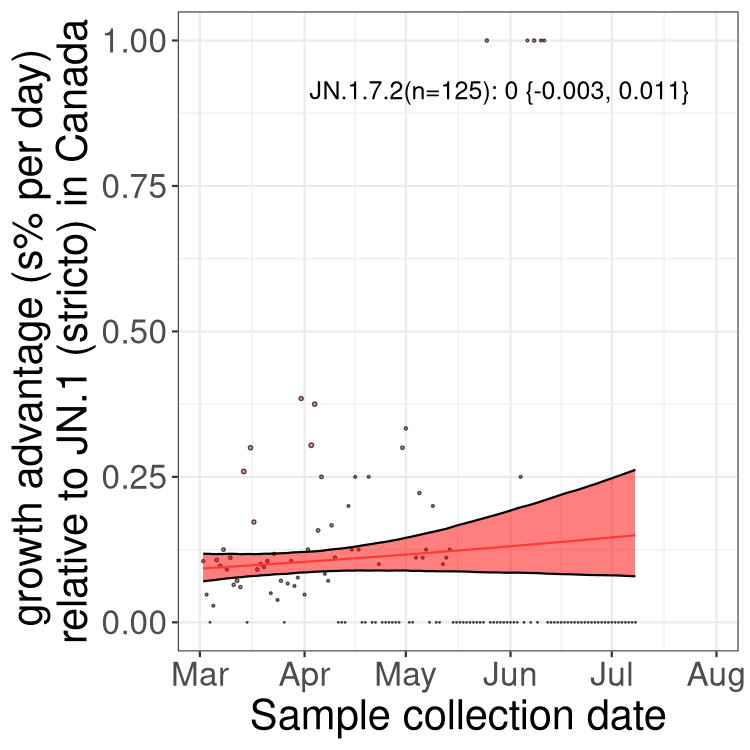 growth advantage (s% per day)
relative to JN.1 (stricto) in Canada
1.00
0.75
0.50
0.25
0.00
JN.1.7.2(n=125): 0 {-0.003, 0.011}
Mar Apr May Jun Jul Aug
Sample collection date